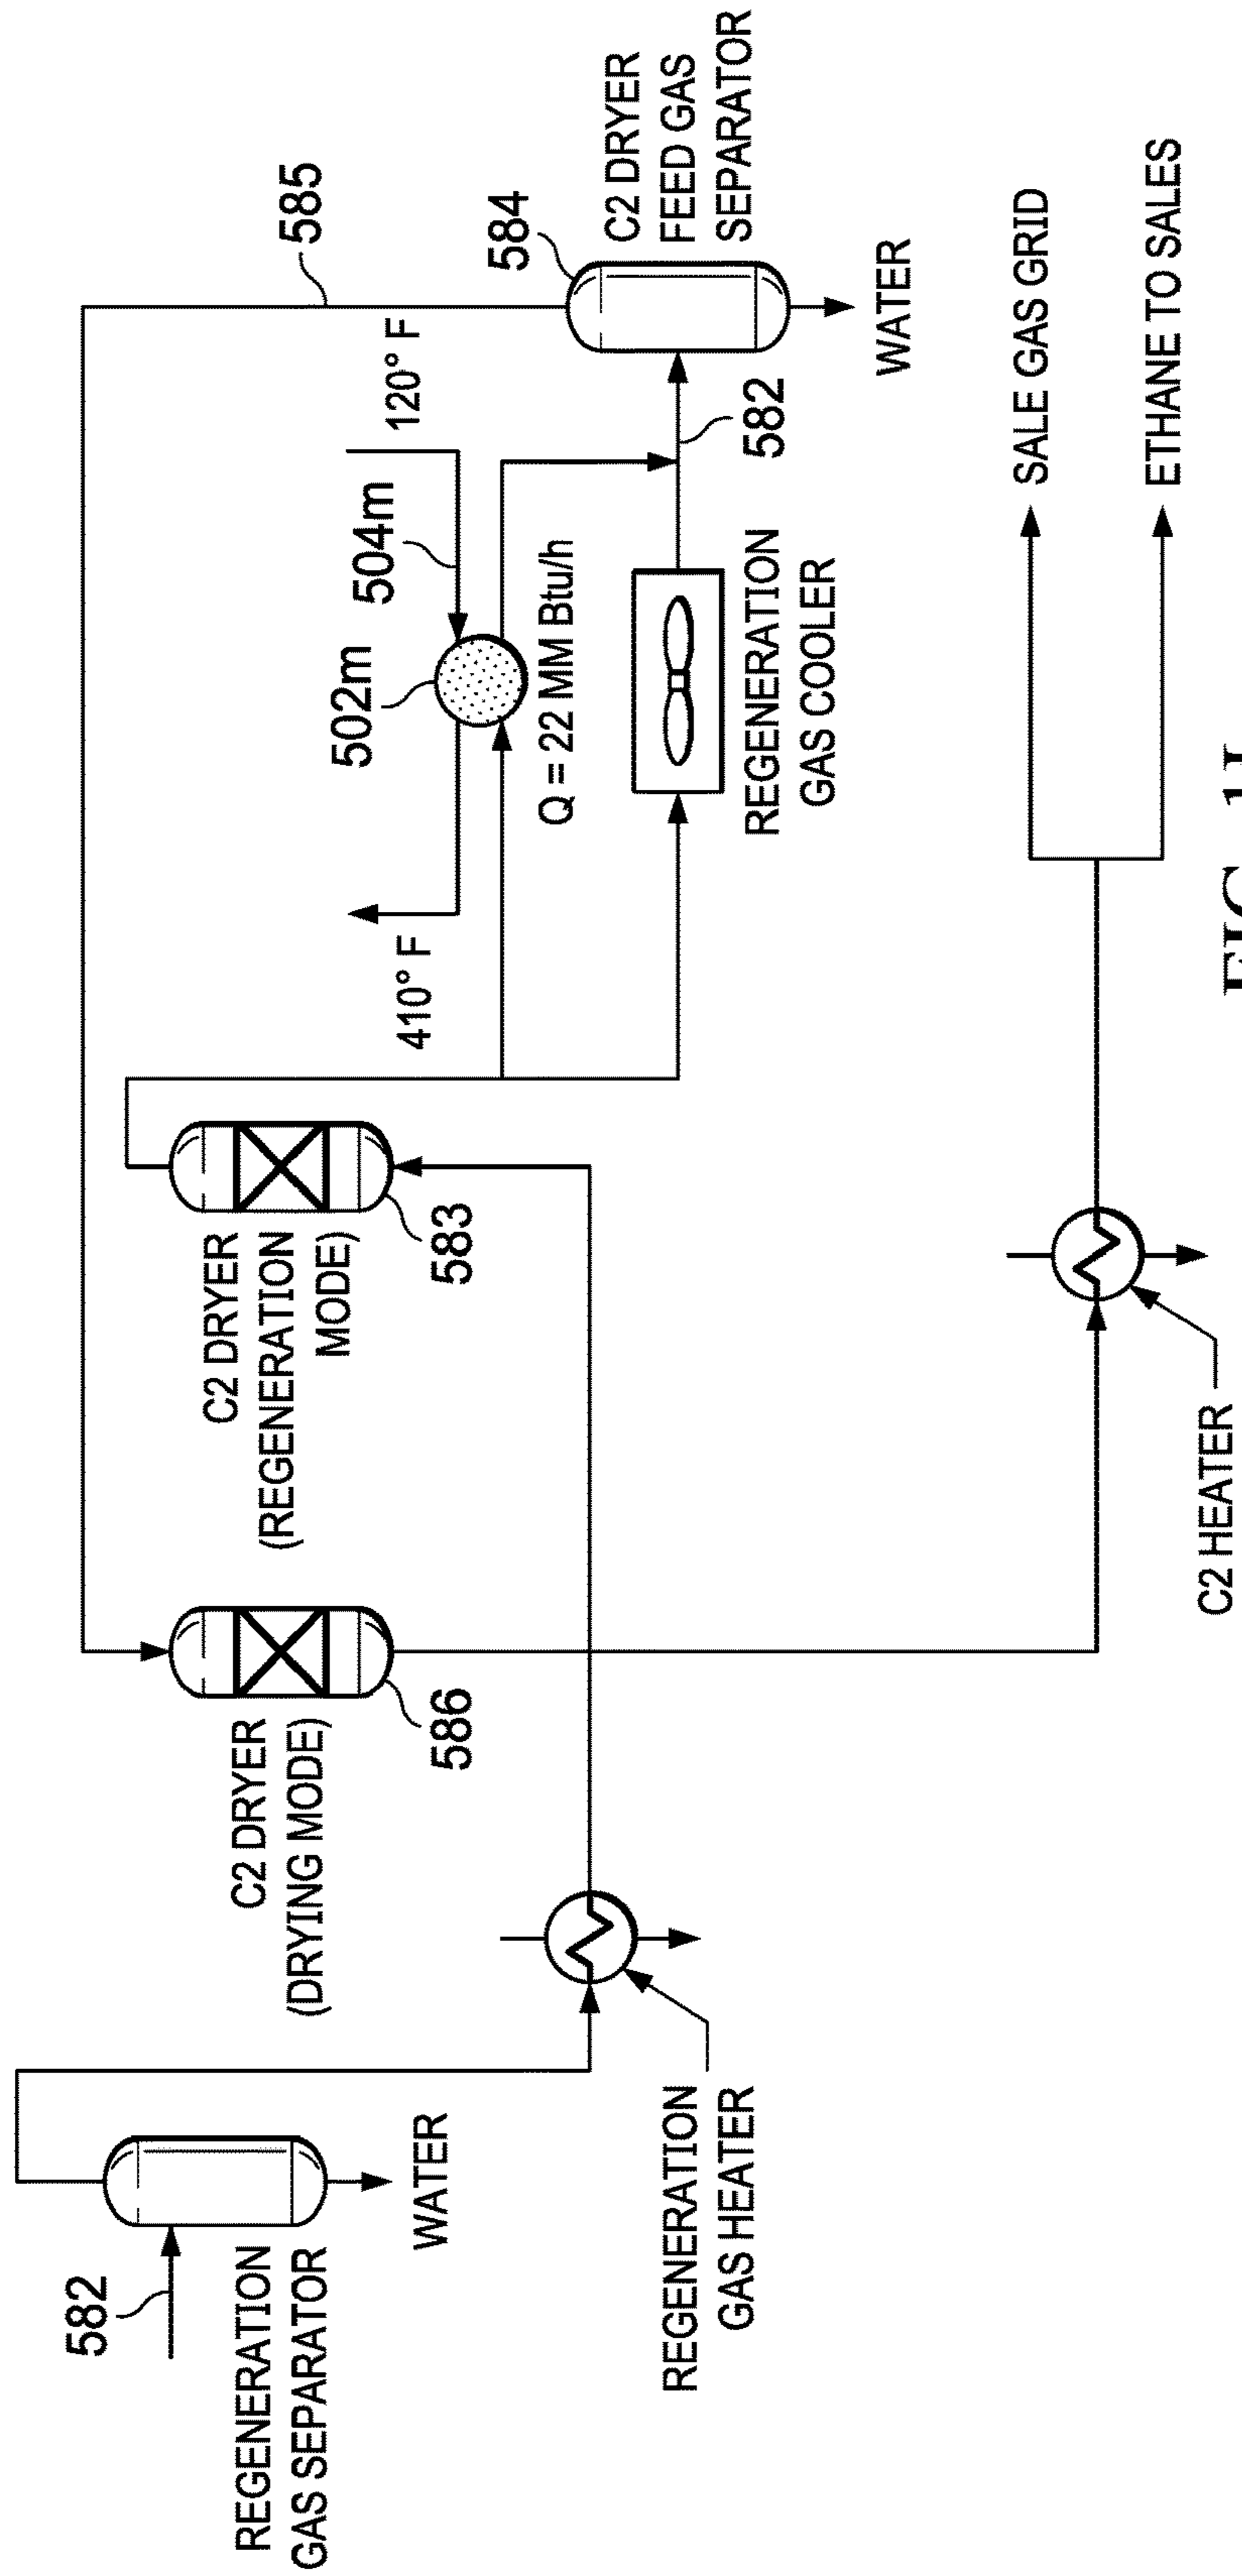 582
REGENERATION
GAS SEPARATOR
WATER
REGENERATION
GAS HEATER
C2 DRYER
(DRYING MODE)
586
C2 DRYER
(REGENERATION
MODE)
583
585
120° F
504m
502m
410° F
Q = 22 MM Btu/h
REGENERATION
GAS COOLER
582
584
C2 DRYER
FEED GAS
SEPARATOR
WATER
C2 HEATER
SALE GAS GRID
ETHANE TO SALES